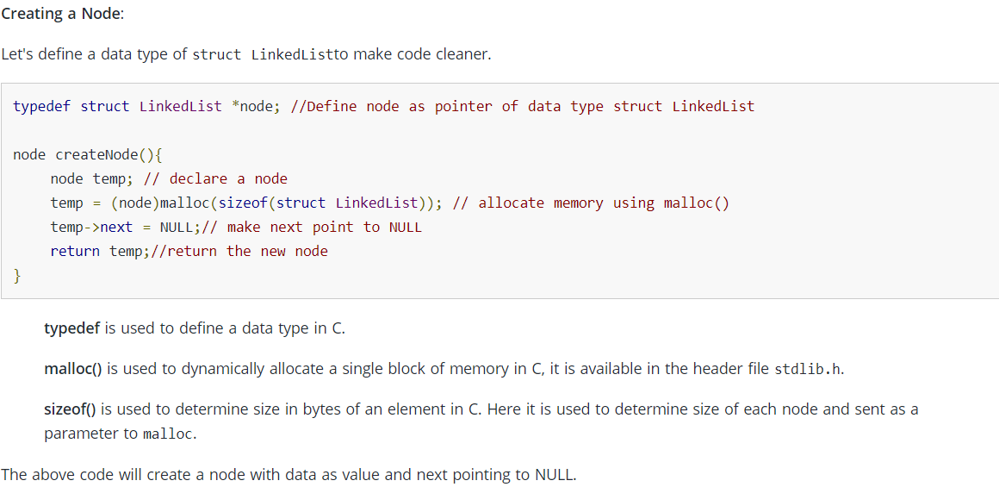 Creating a Node:
Let's define a data type of struct LinkedListto make code cleaner.
typedef struct LinkedList *node; //Define node as pointer of data type struct LinkedList
node createNode(){
    node temp; // declare a node
    temp = (node)malloc(sizeof(struct LinkedList)); // allocate memory using malloc()
    temp->next = NULL;// make next point to NULL
    return temp;//return the new node
}
typedef is used to define a data type in C.
malloc() is used to dynamically allocate a single block of memory in C, it is available in the header file stdlib.h.
sizeof() is used to determine size in bytes of an element in C. Here it is used to determine size of each node and sent as a
parameter to malloc.
The above code will create a node with data as value and next pointing to NULL.